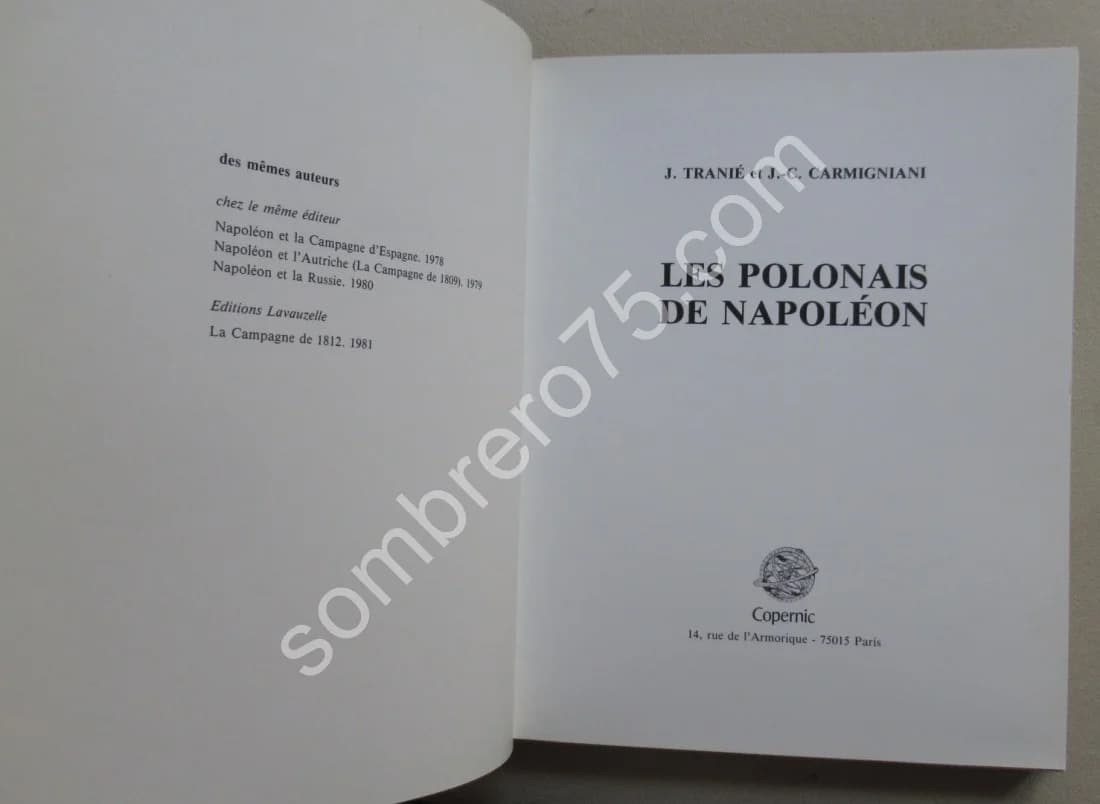 des mêmes auteurs
chez le même éditeur
Napoléon et la Campagne d'Espagne. 1978
Napoléon et l'Autriche (La Campagne de 1809). 1979
Napoléon et la Russie. 1980
Editions Lavauzelle
La Campagne de 1812. 1981
J. TRANIÉ et J.-C. CARMIGNIANI
LES POLONAIS
DE NAPOLÉON
Copernic
14, rue de l'Armorique - 75015 Paris
sombrero75.com